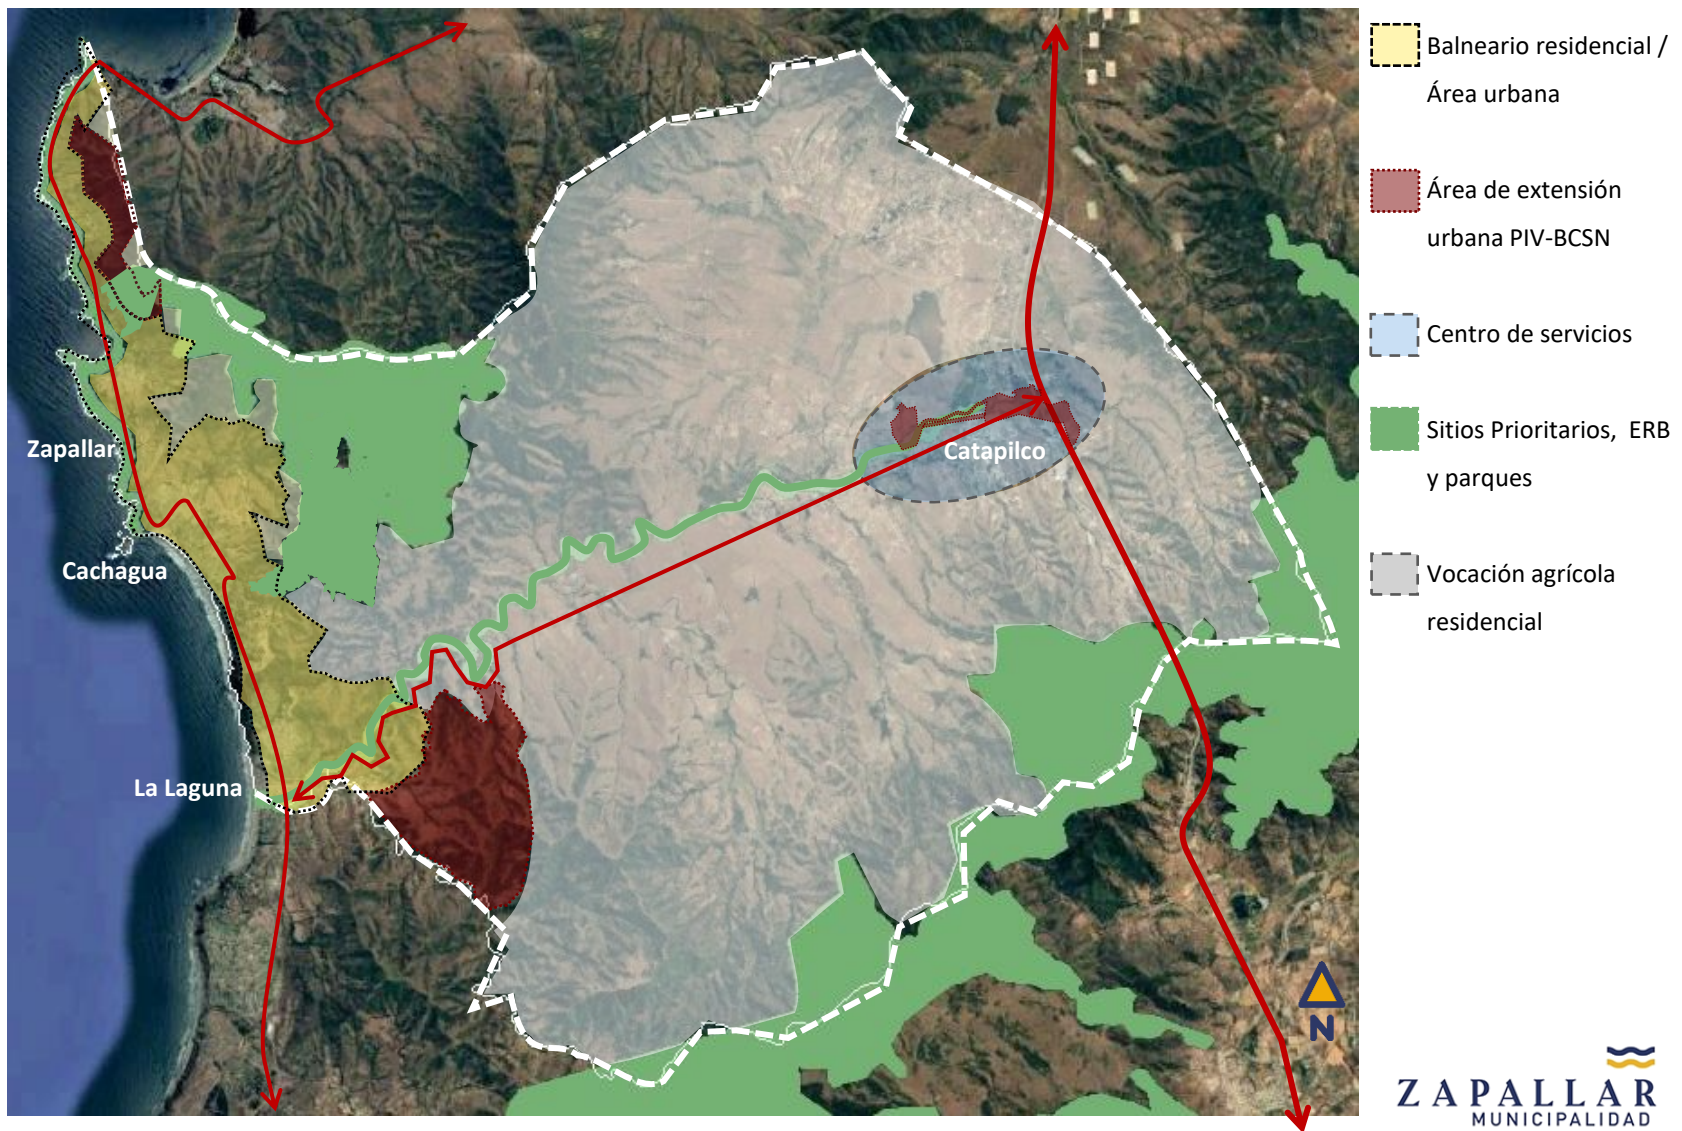 Balneario residencial /
Área urbana
Área de extensión
urbana PIV-BCSN
Centro de servicios
Sitios Prioritarios, ERB
y parques
Vocación agrícola
residencial
Zapallar
Catapilco
Cachagua
La Laguna
N
ZAPALLAR
MUNICIPALIDAD